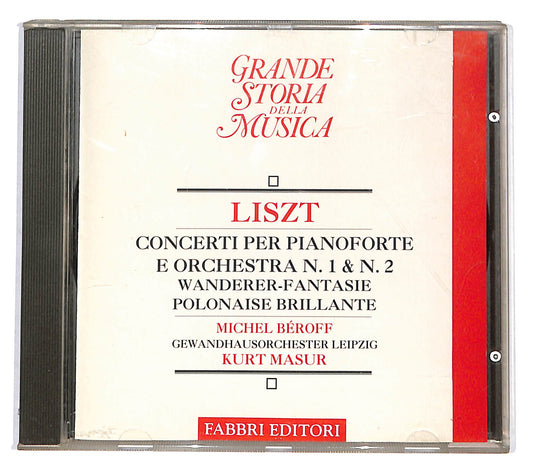 GRANDE
STORIA
DELLA
MUSICA
LISZT
CONCERTI PER PIANOFORTE
E ORCHESTRA N. 1 & N. 2
WANDERER-FANTASIE
POLONAISE BRILLANTE
MICHEL BÉROFF
GEWANDHAUSORCHESTER LEIPZIG
KURT MASUR
FABBRI EDITORI